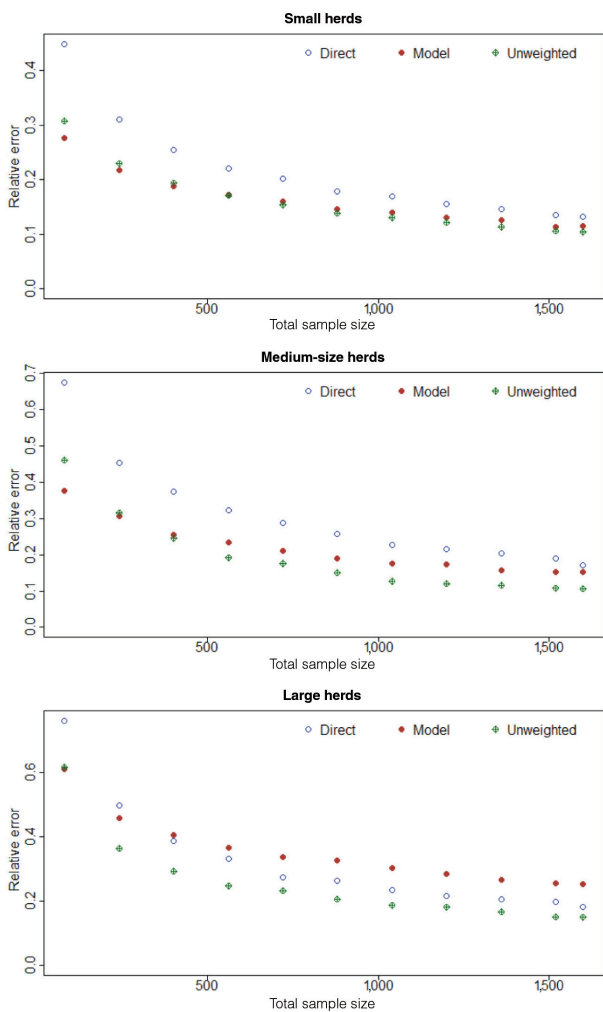 Small herds
Direct Model Unweighted
Relative error
0.0 0.1 0.2 0.3 0.4
500 1,000 1,500
Total sample size
Medium-size herds
Direct Model Unweighted
Relative error
0.0 0.1 0.2 0.3 0.4 0.5 0.6 0.7
500 1,000 1,500
Total sample size
Large herds
Direct Model Unweighted
Relative error
0.0 0.2 0.4 0.6
500 1,000 1,500
Total sample size